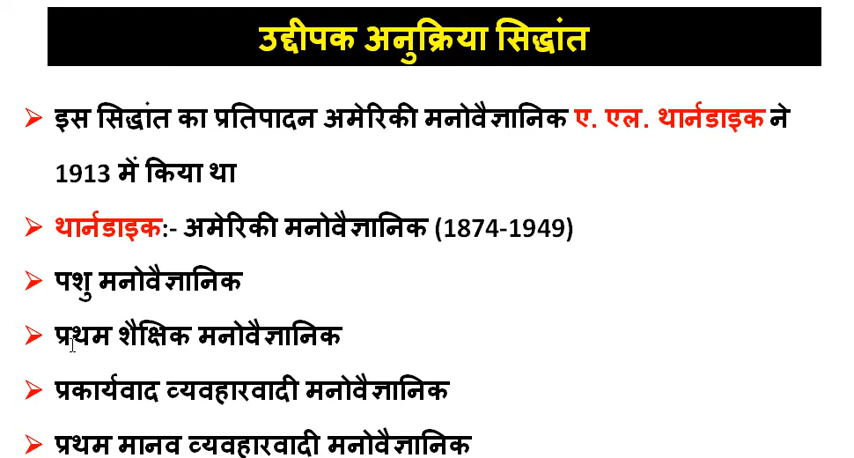 उद्दीपक अनुक्रिया सिद्धांत
➢ इस सिद्धांत का प्रतिपादन अमेरिकी मनोवैज्ञानिक ए. एल. थार्नडाइक ने
1913 में किया था
➢ थार्नडाइक:- अमेरिकी मनोवैज्ञानिक (1874-1949)
➢ पशु मनोवैज्ञानिक
➢ प्रथम शैक्षिक मनोवैज्ञानिक
➢ प्रकार्यवाद व्यवहारवादी मनोवैज्ञानिक
➢ प्रथम मानव व्यवहारवादी मनोवैज्ञानिक